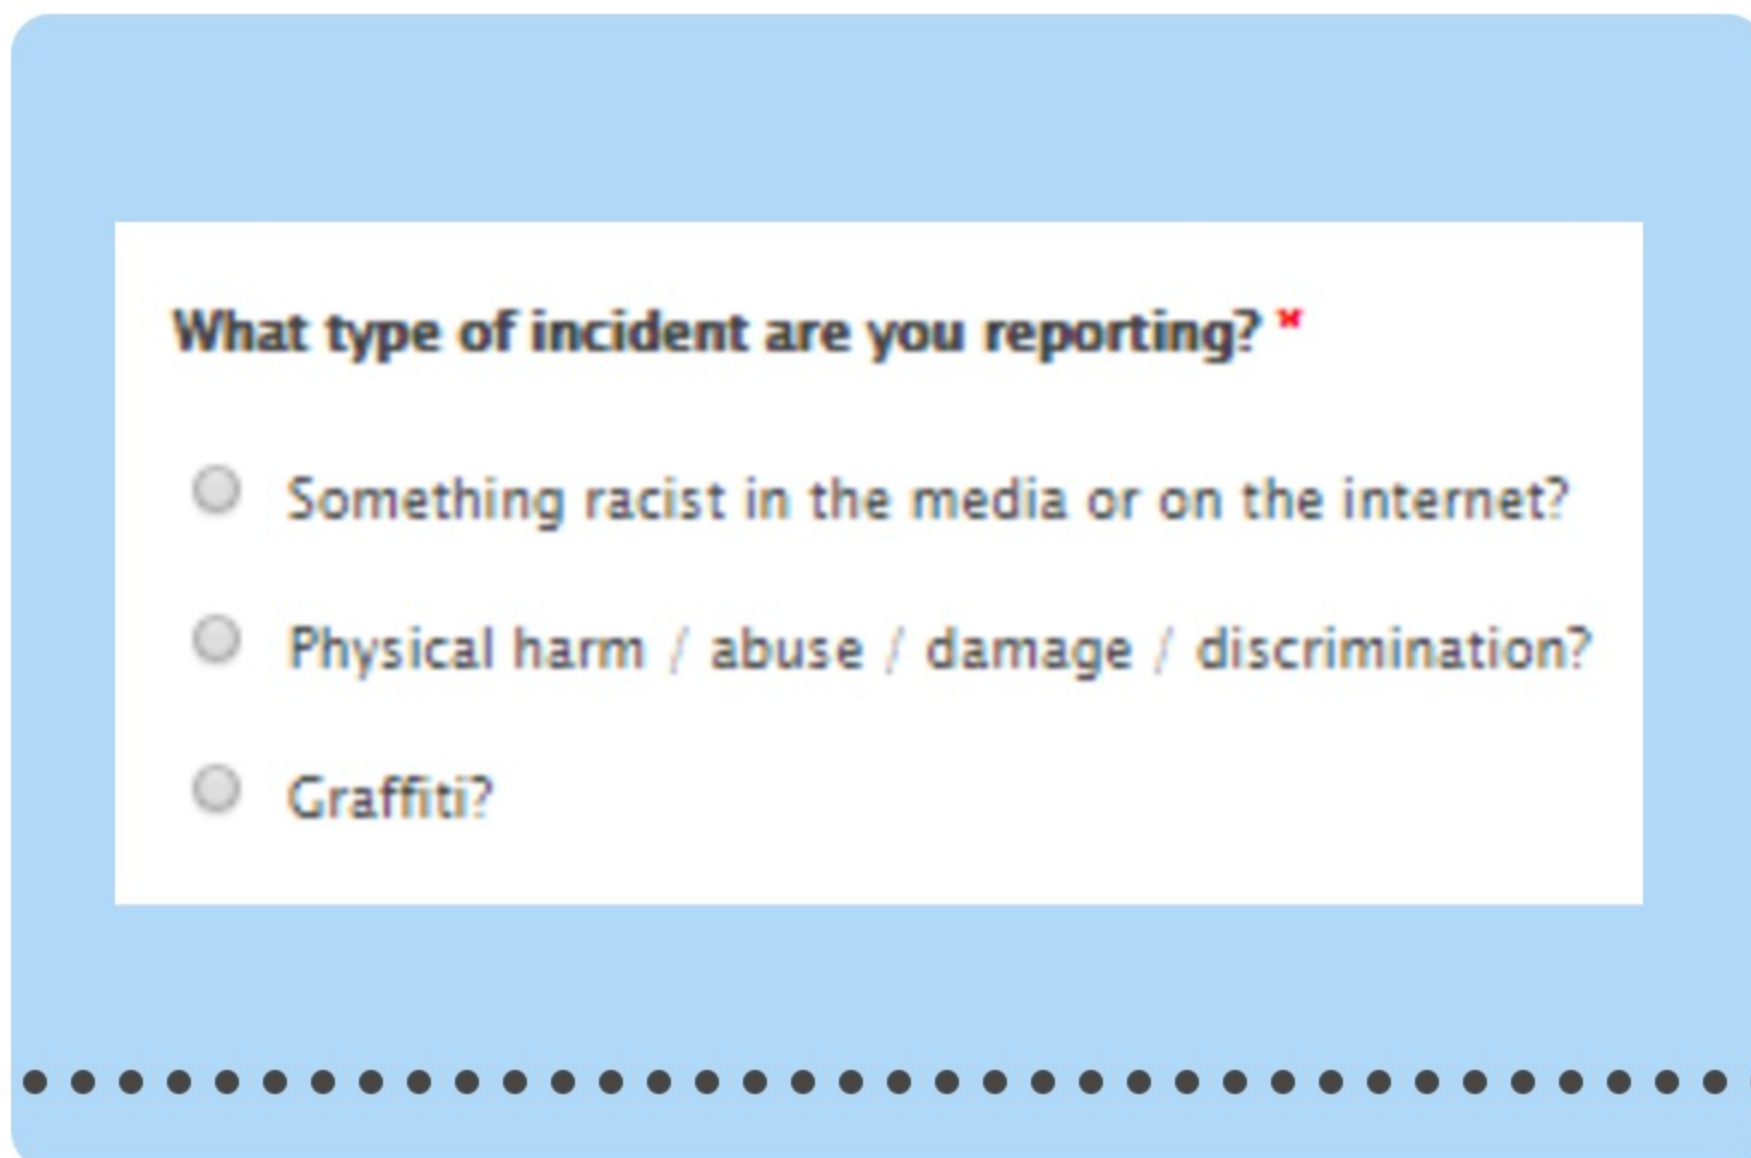 What type of incident are you reporting? *
Something racist in the media or on the internet?
Physical harm / abuse / damage / discrimination?
Graffiti?